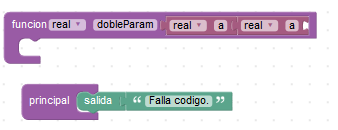 funcion real dobleParam real a real a
principal salida “ Falla codigo. ”